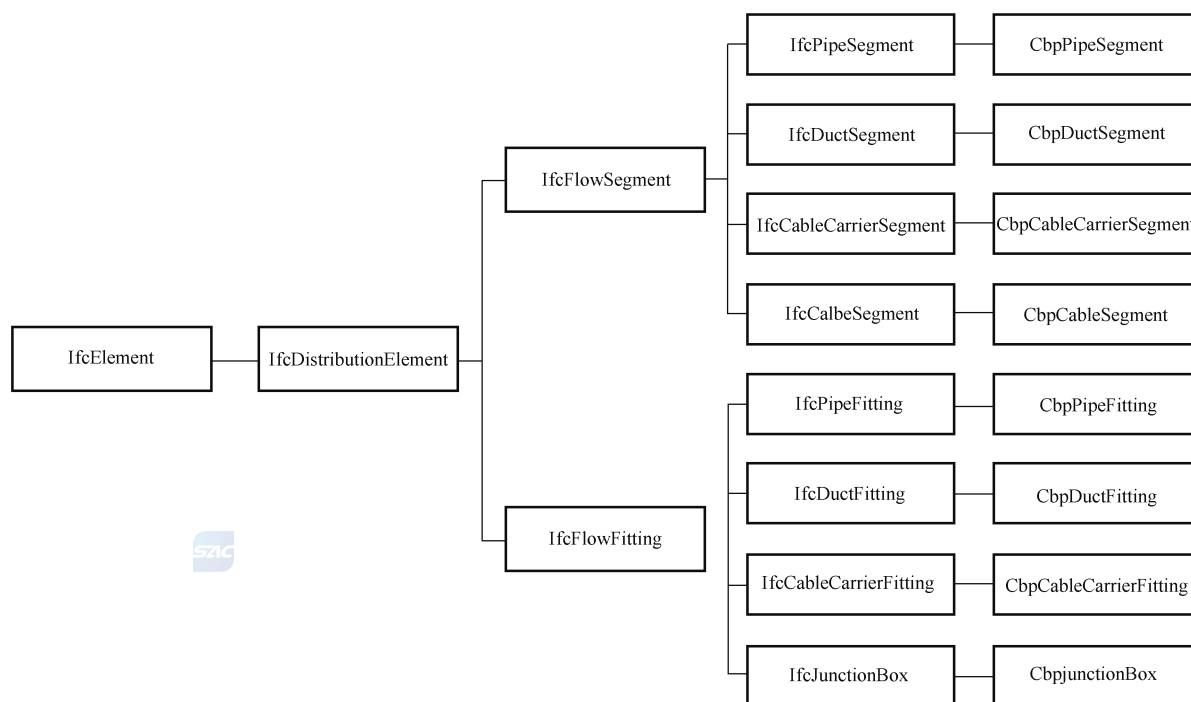 IfcPipeSegment
CbpPipeSegment
IfcDuctSegment
CbpDuctSegment
IfcFlowSegment
IfcCableCarrierSegment
CbpCableCarrierSegment
IfcCalbeSegment
CbpCableSegment
IfcElement
IfcDistributionElement
IfcPipeFitting
CbpPipeFitting
IfcDuctFitting
CbpDuctFitting
IfcFlowFitting
SAC
IfcCableCarrierFitting
CbpCableCarrierFitting
IfcJunctionBox
CbpjunctionBox